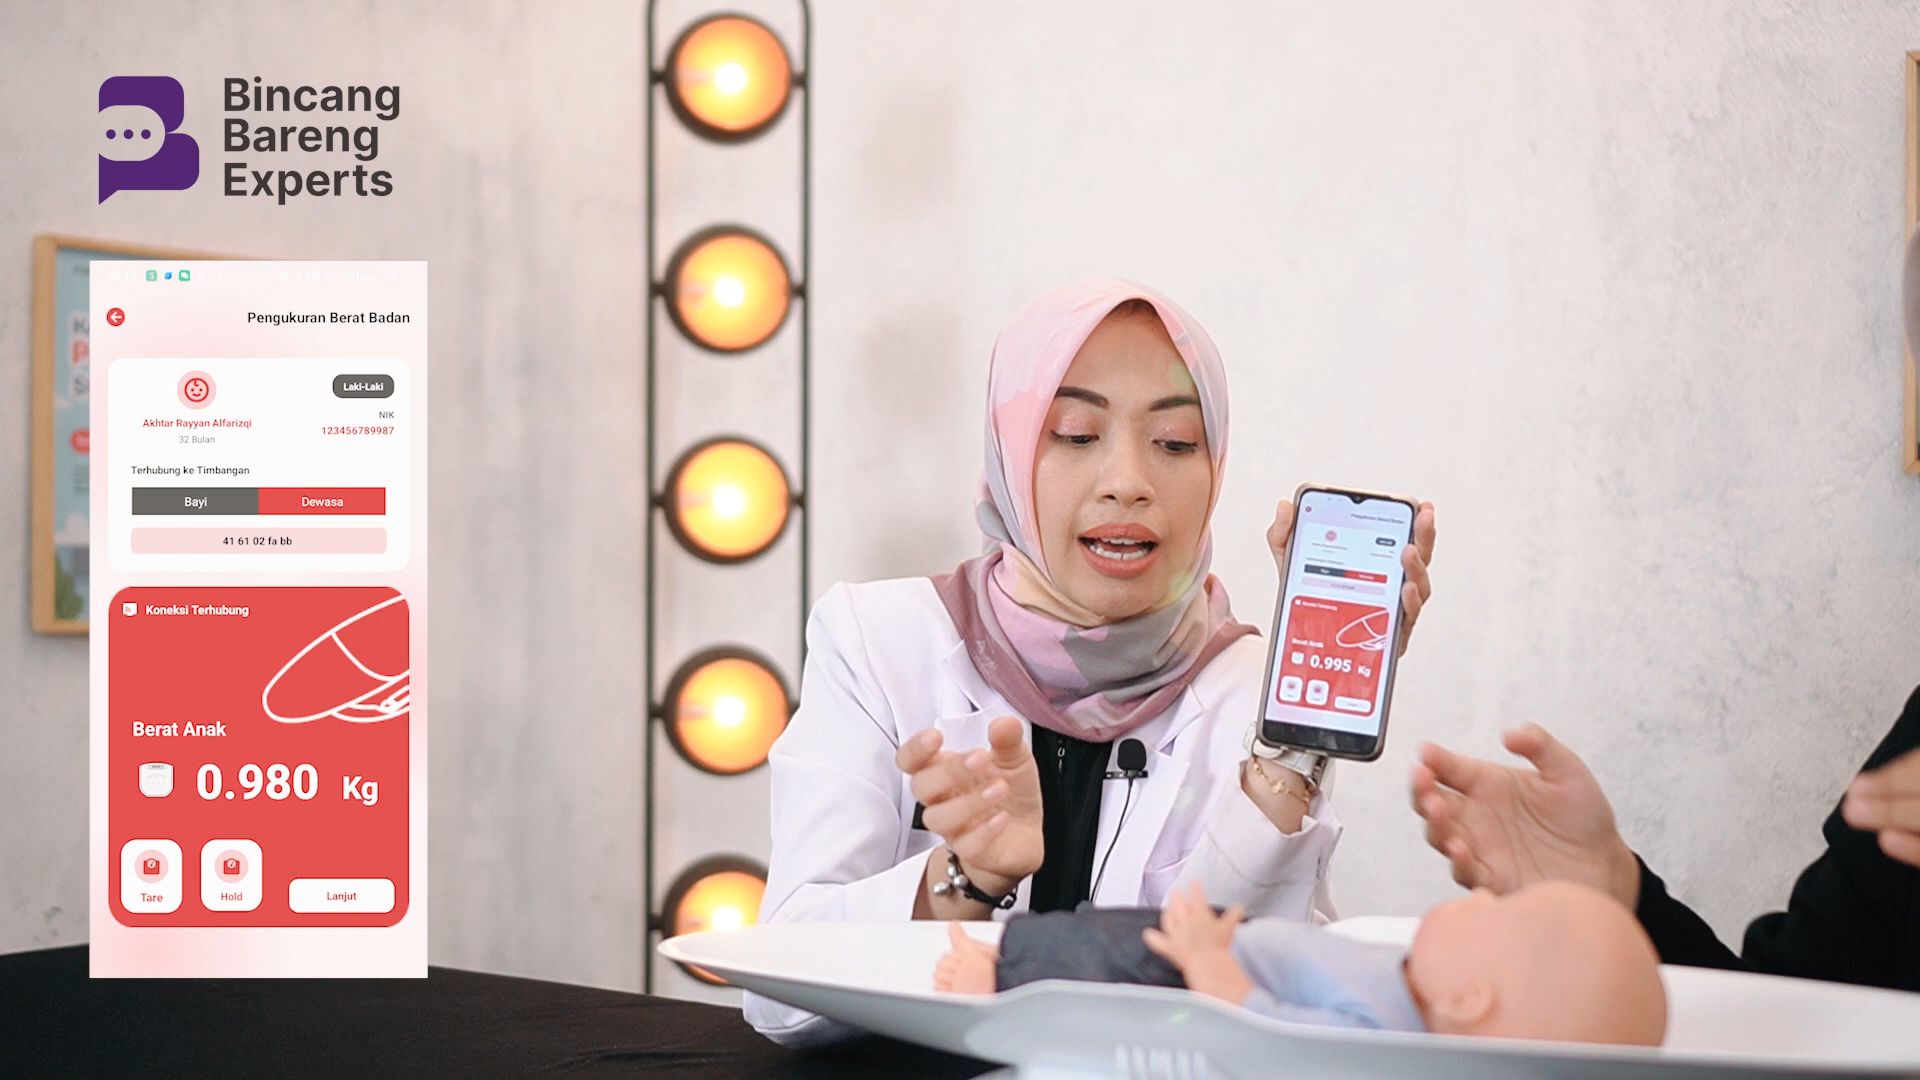 Bincang
Bareng
Experts
Pengukuran Berat Badan
Laki-Laki
NIK
Akhtar Rayyan Alfarizqi
123456789987
32 Bulan
Terhubung ke Timbangan
Bayi
Dewasa
41 61 02 fa bb
Koneksi Terhubung
Berat Anak
0.980 Kg
Tare
Hold
Lanjut
Berat Anak
0.995 Kg